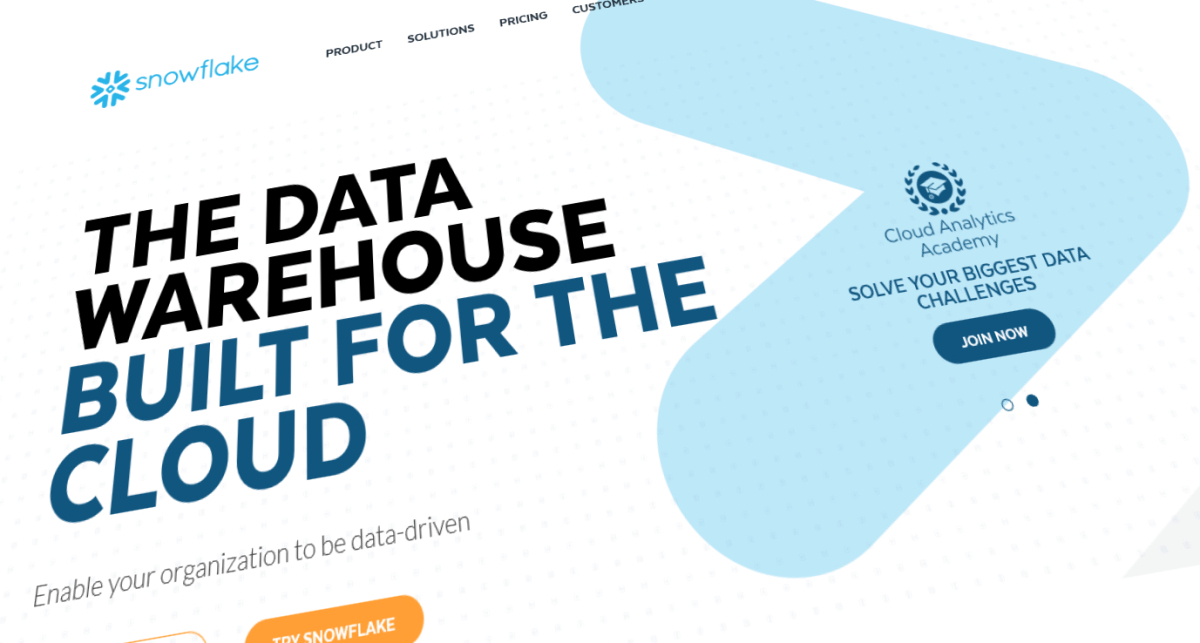 snowflake
PRODUCT SOLUTIONS PRICING CUSTOMERS
THE DATA
WAREHOUSE
BUILT FOR THE
CLOUD
Enable your organization to be data-driven
TRY SNOWFLAKE
Cloud Analytics
Academy
SOLVE YOUR BIGGEST DATA
CHALLENGES
JOIN NOW